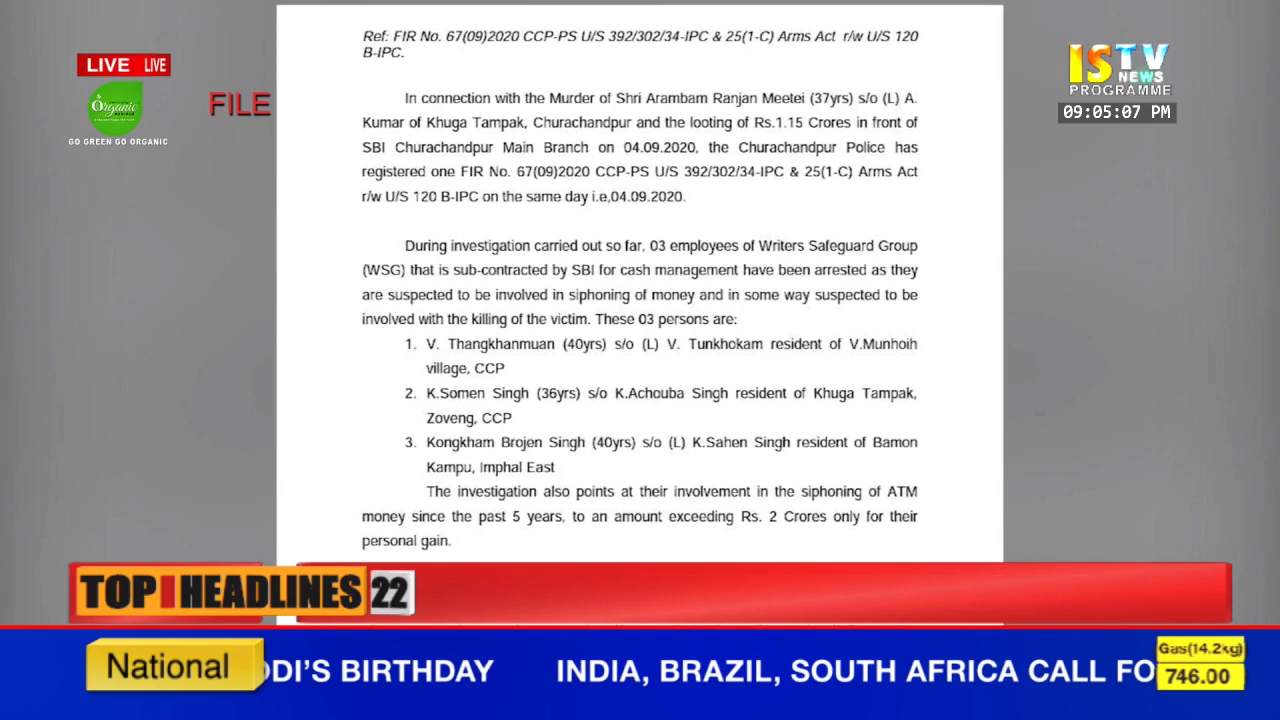 Ref: FIR No. 67(09)2020 CCP-PS U/S 392/302/34-IPC & 25(1-C) Arms Act r/w U/S 120
B-IPC.
LIVE LIVE
Organic
GO GREEN GO ORGANIC
FILE
ISTV
NEWS
PROGRAMME
09:05:07 PM
In connection with the Murder of Shri Arambam Ranjan Meetei (37yrs) s/o (L) A.
Kumar of Khuga Tampak, Churachandpur and the looting of Rs.1.15 Crores in front of
SBI Churachandpur Main Branch on 04.09.2020, the Churachandpur Police has
registered one FIR No. 67(09)2020 CCP-PS U/S 392/302/34-IPC & 25(1-C) Arms Act
r/w U/S 120 B-IPC on the same day i.e,04.09.2020.
During investigation carried out so far, 03 employees of Writers Safeguard Group
(WSG) that is sub-contracted by SBI for cash management have been arrested as they
are suspected to be involved in siphoning of money and in some way suspected to be
involved with the killing of the victim. These 03 persons are:
1. V. Thangkhanmuan (40yrs) s/o (L) V. Tunkhokam resident of V.Munhoih
village, CCP
2. K.Somen Singh (36yrs) s/o K.Achouba Singh resident of Khuga Tampak,
Zoveng, CCP
3. Kongkham Brojen Singh (40yrs) s/o (L) K.Sahen Singh resident of Bamon
Kampu, Imphal East
The investigation also points at their involvement in the siphoning of ATM
money since the past 5 years, to an amount exceeding Rs. 2 Crores only for their
personal gain.
TOP HEADLINES 22
National
DI'S BIRTHDAY INDIA, BRAZIL, SOUTH AFRICA CALL FO
Gas(14.2kg)
746.00